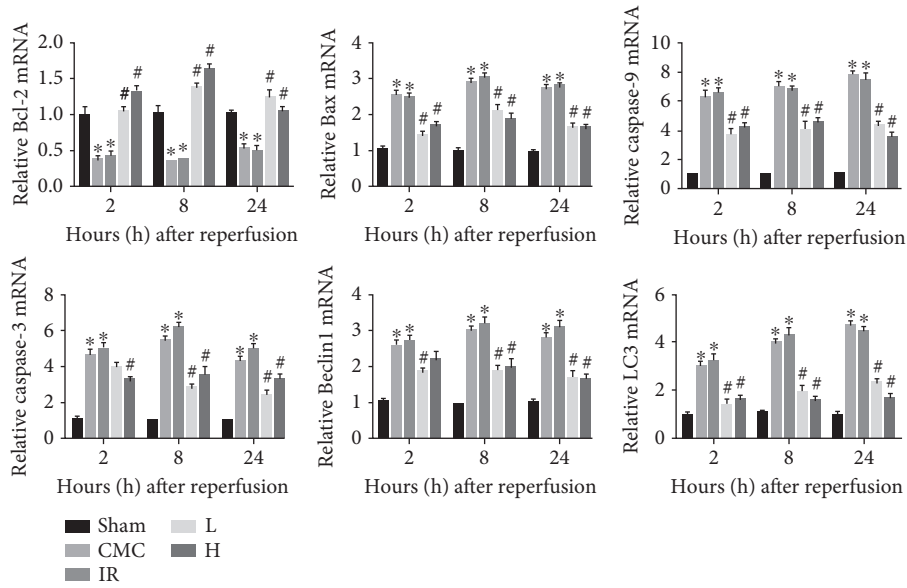 Relative Bcl-2 mRNA
2.0
1.5
1.0
0.5
0.0
* * # #
* * # #
* * # #
2 8 24
Hours (h) after reperfusion
Relative Bax mRNA
4
3
2
1
0
* * # #
* * # #
* * # #
2 8 24
Hours (h) after reperfusion
Relative caspase-9 mRNA
10
8
6
4
2
0
* * # #
* * # #
* * # #
2 8 24
Hours (h) after reperfusion
Relative caspase-3 mRNA
8
6
4
2
0
* * #
* * # #
* * # #
2 8 24
Hours (h) after reperfusion
Relative Beclin1 mRNA
4
3
2
1
0
* * #
* * # #
* * # #
2 8 24
Hours (h) after reperfusion
Relative LC3 mRNA
6
4
2
0
* * # #
* * # #
* * # #
2 8 24
Hours (h) after reperfusion
Sham L
CMC H
IR